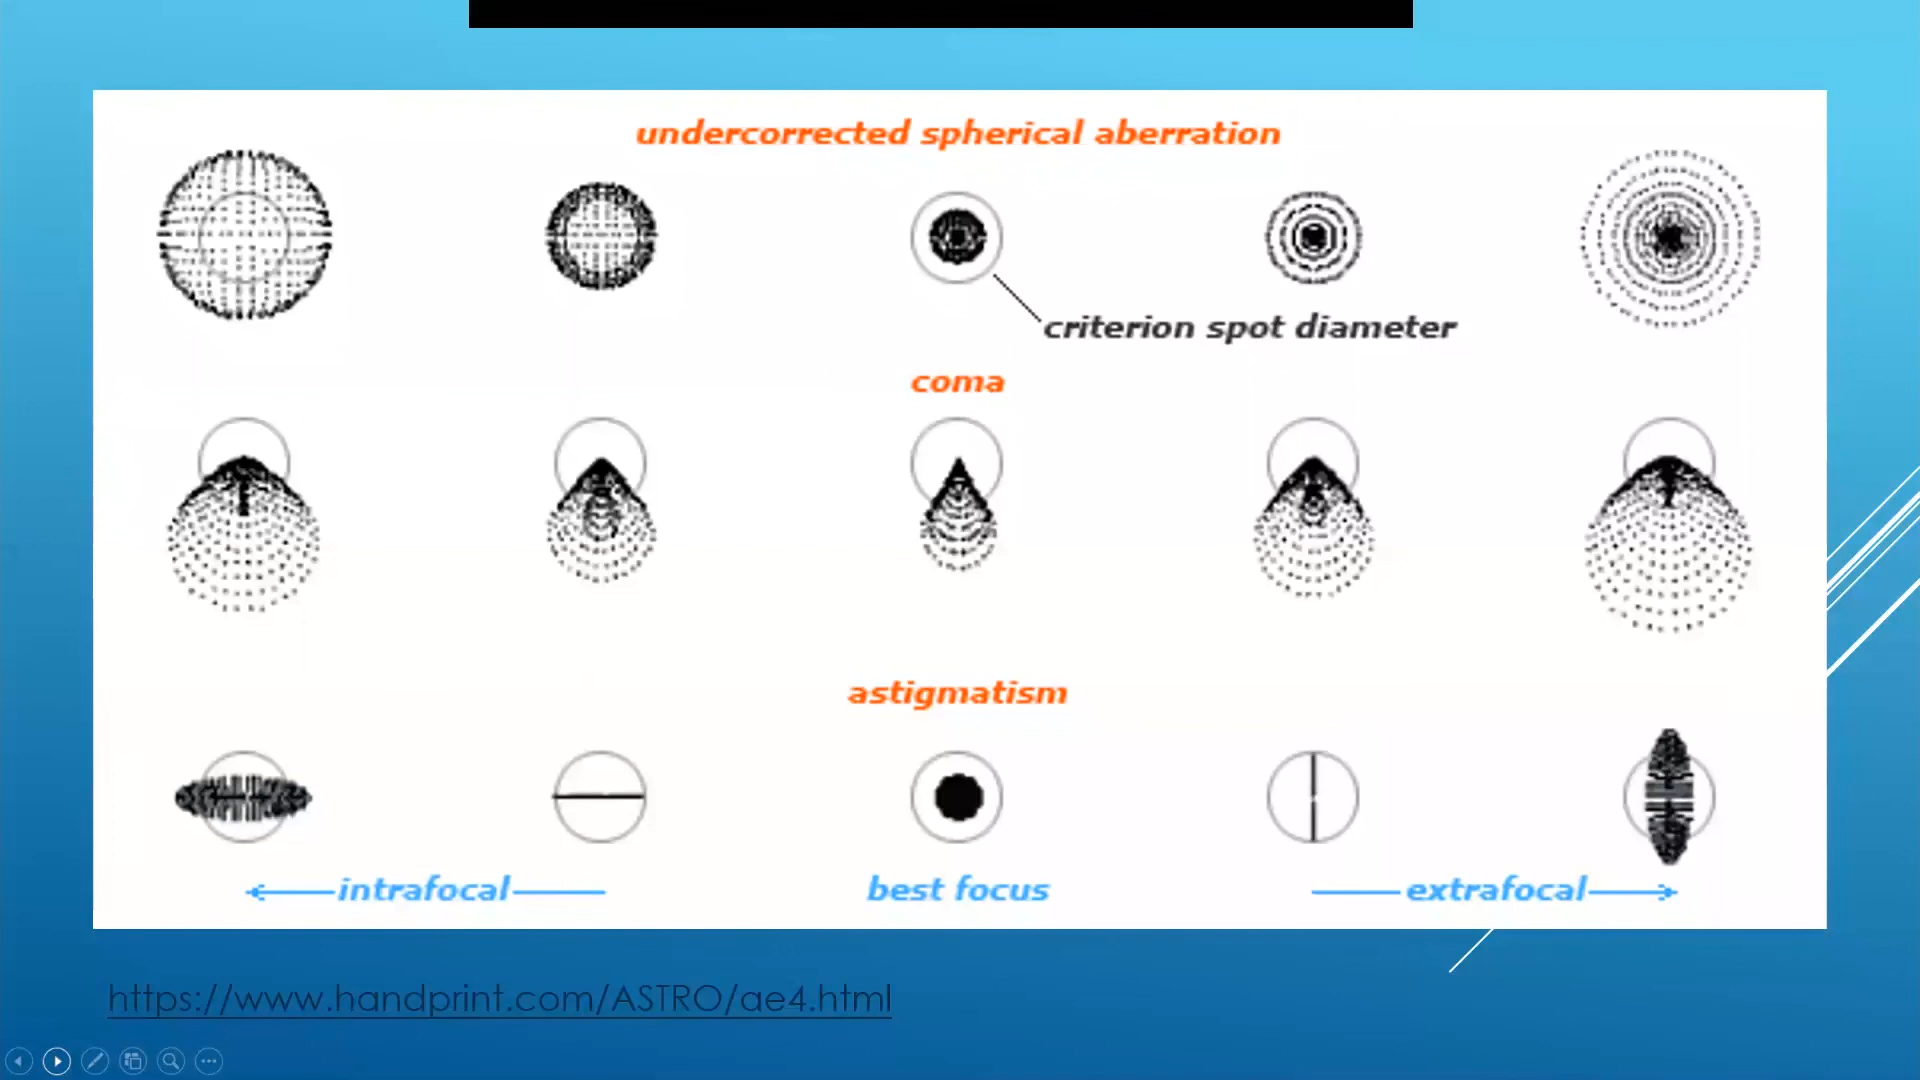 undercorrected spherical aberration
criterion spot diameter
coma
astigmatism
intrafocal
best focus
extrafocal
https://www.handprint.com/ASTRO/ae4.html